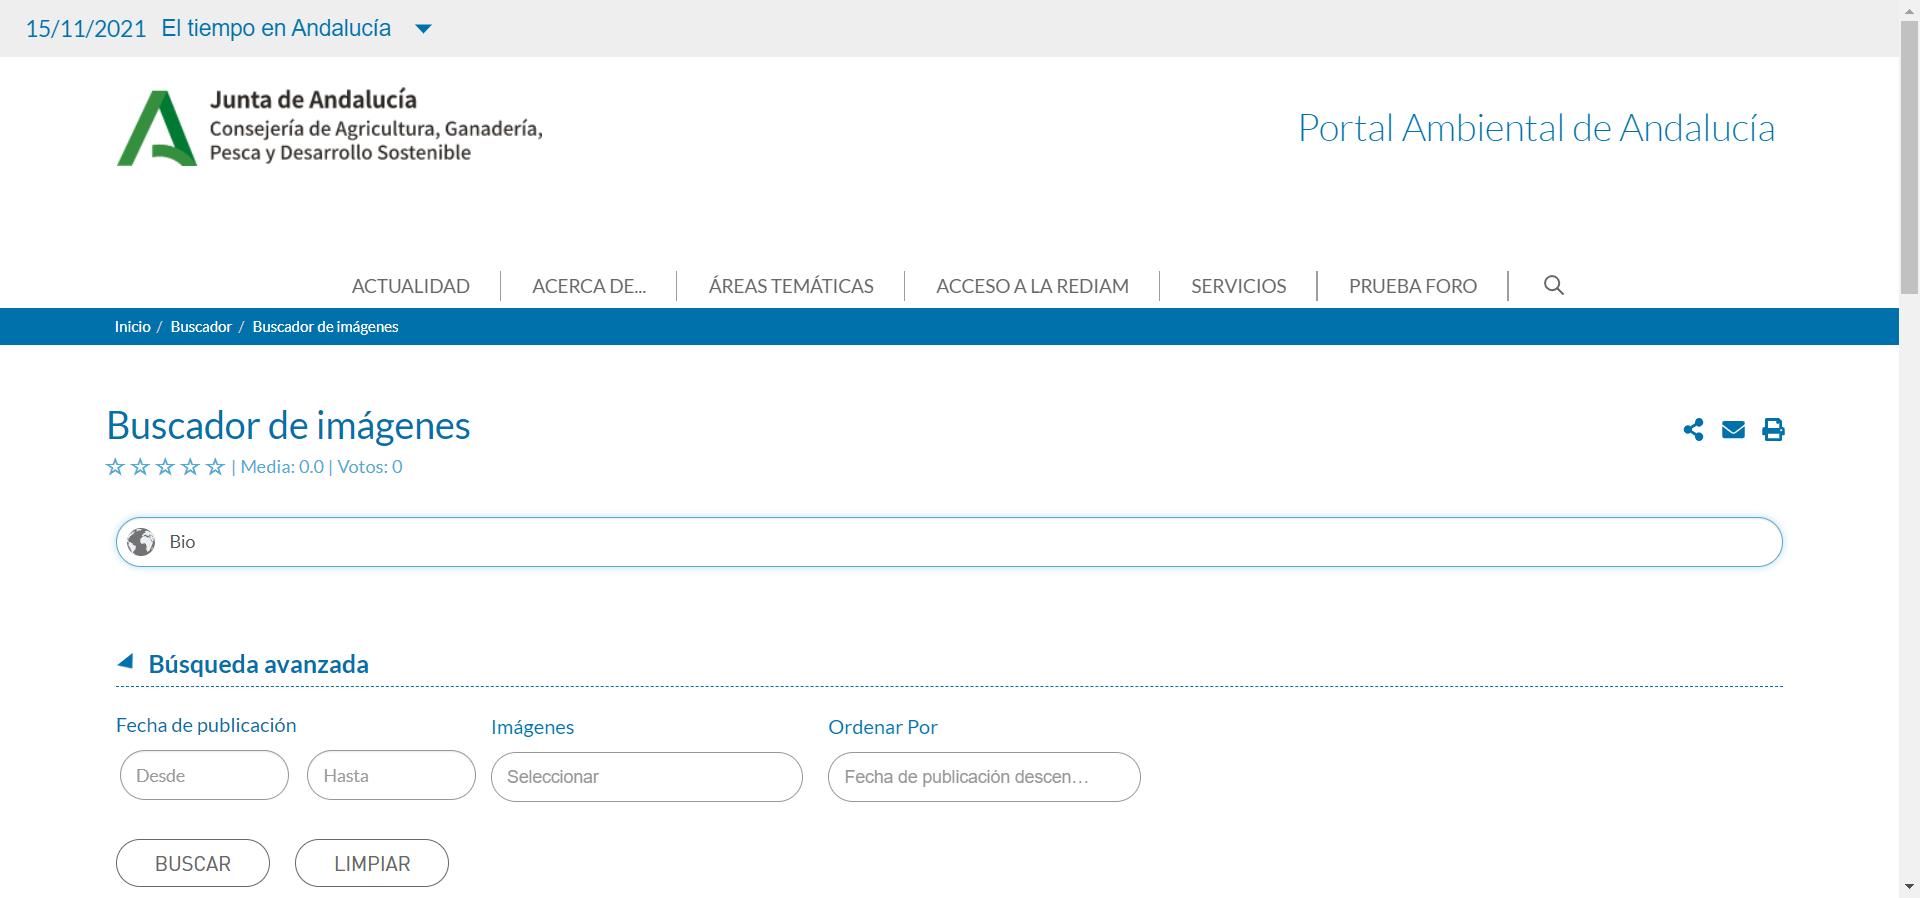 15/11/2021 El tiempo en Andalucía
Junta de Andalucía
Consejería de Agricultura, Ganadería,
Pesca y Desarrollo Sostenible
Portal Ambiental de Andalucía
ACTUALIDAD ACERCA DE... ÁREAS TEMÁTICAS ACCESO A LA REDIAM SERVICIOS PRUEBA FORO
Inicio / Buscador / Buscador de imágenes
Buscador de imágenes
| Media: 0.0 | Votos: 0
Bio
Búsqueda avanzada
Fecha de publicación Imágenes Ordenar Por
Desde Hasta Seleccionar Fecha de publicación descen...
BUSCAR LIMPIAR